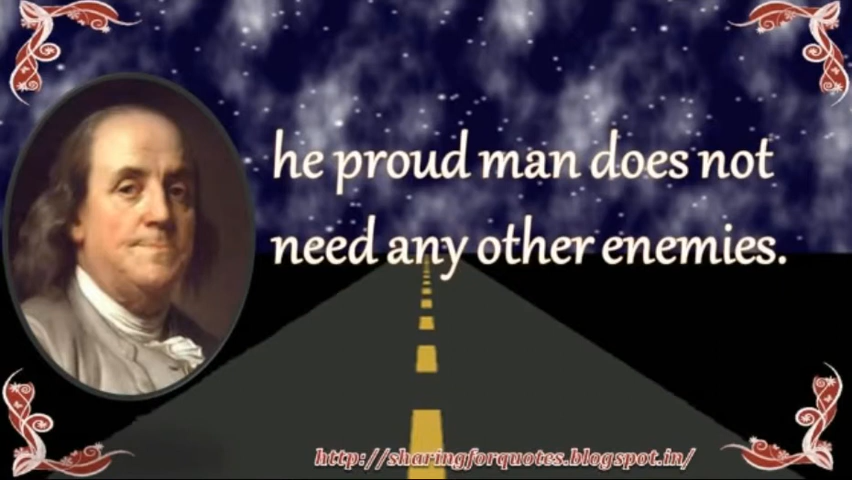 he proud man does not
need any other enemies.
http://sharingforquotes.blogspot.in/